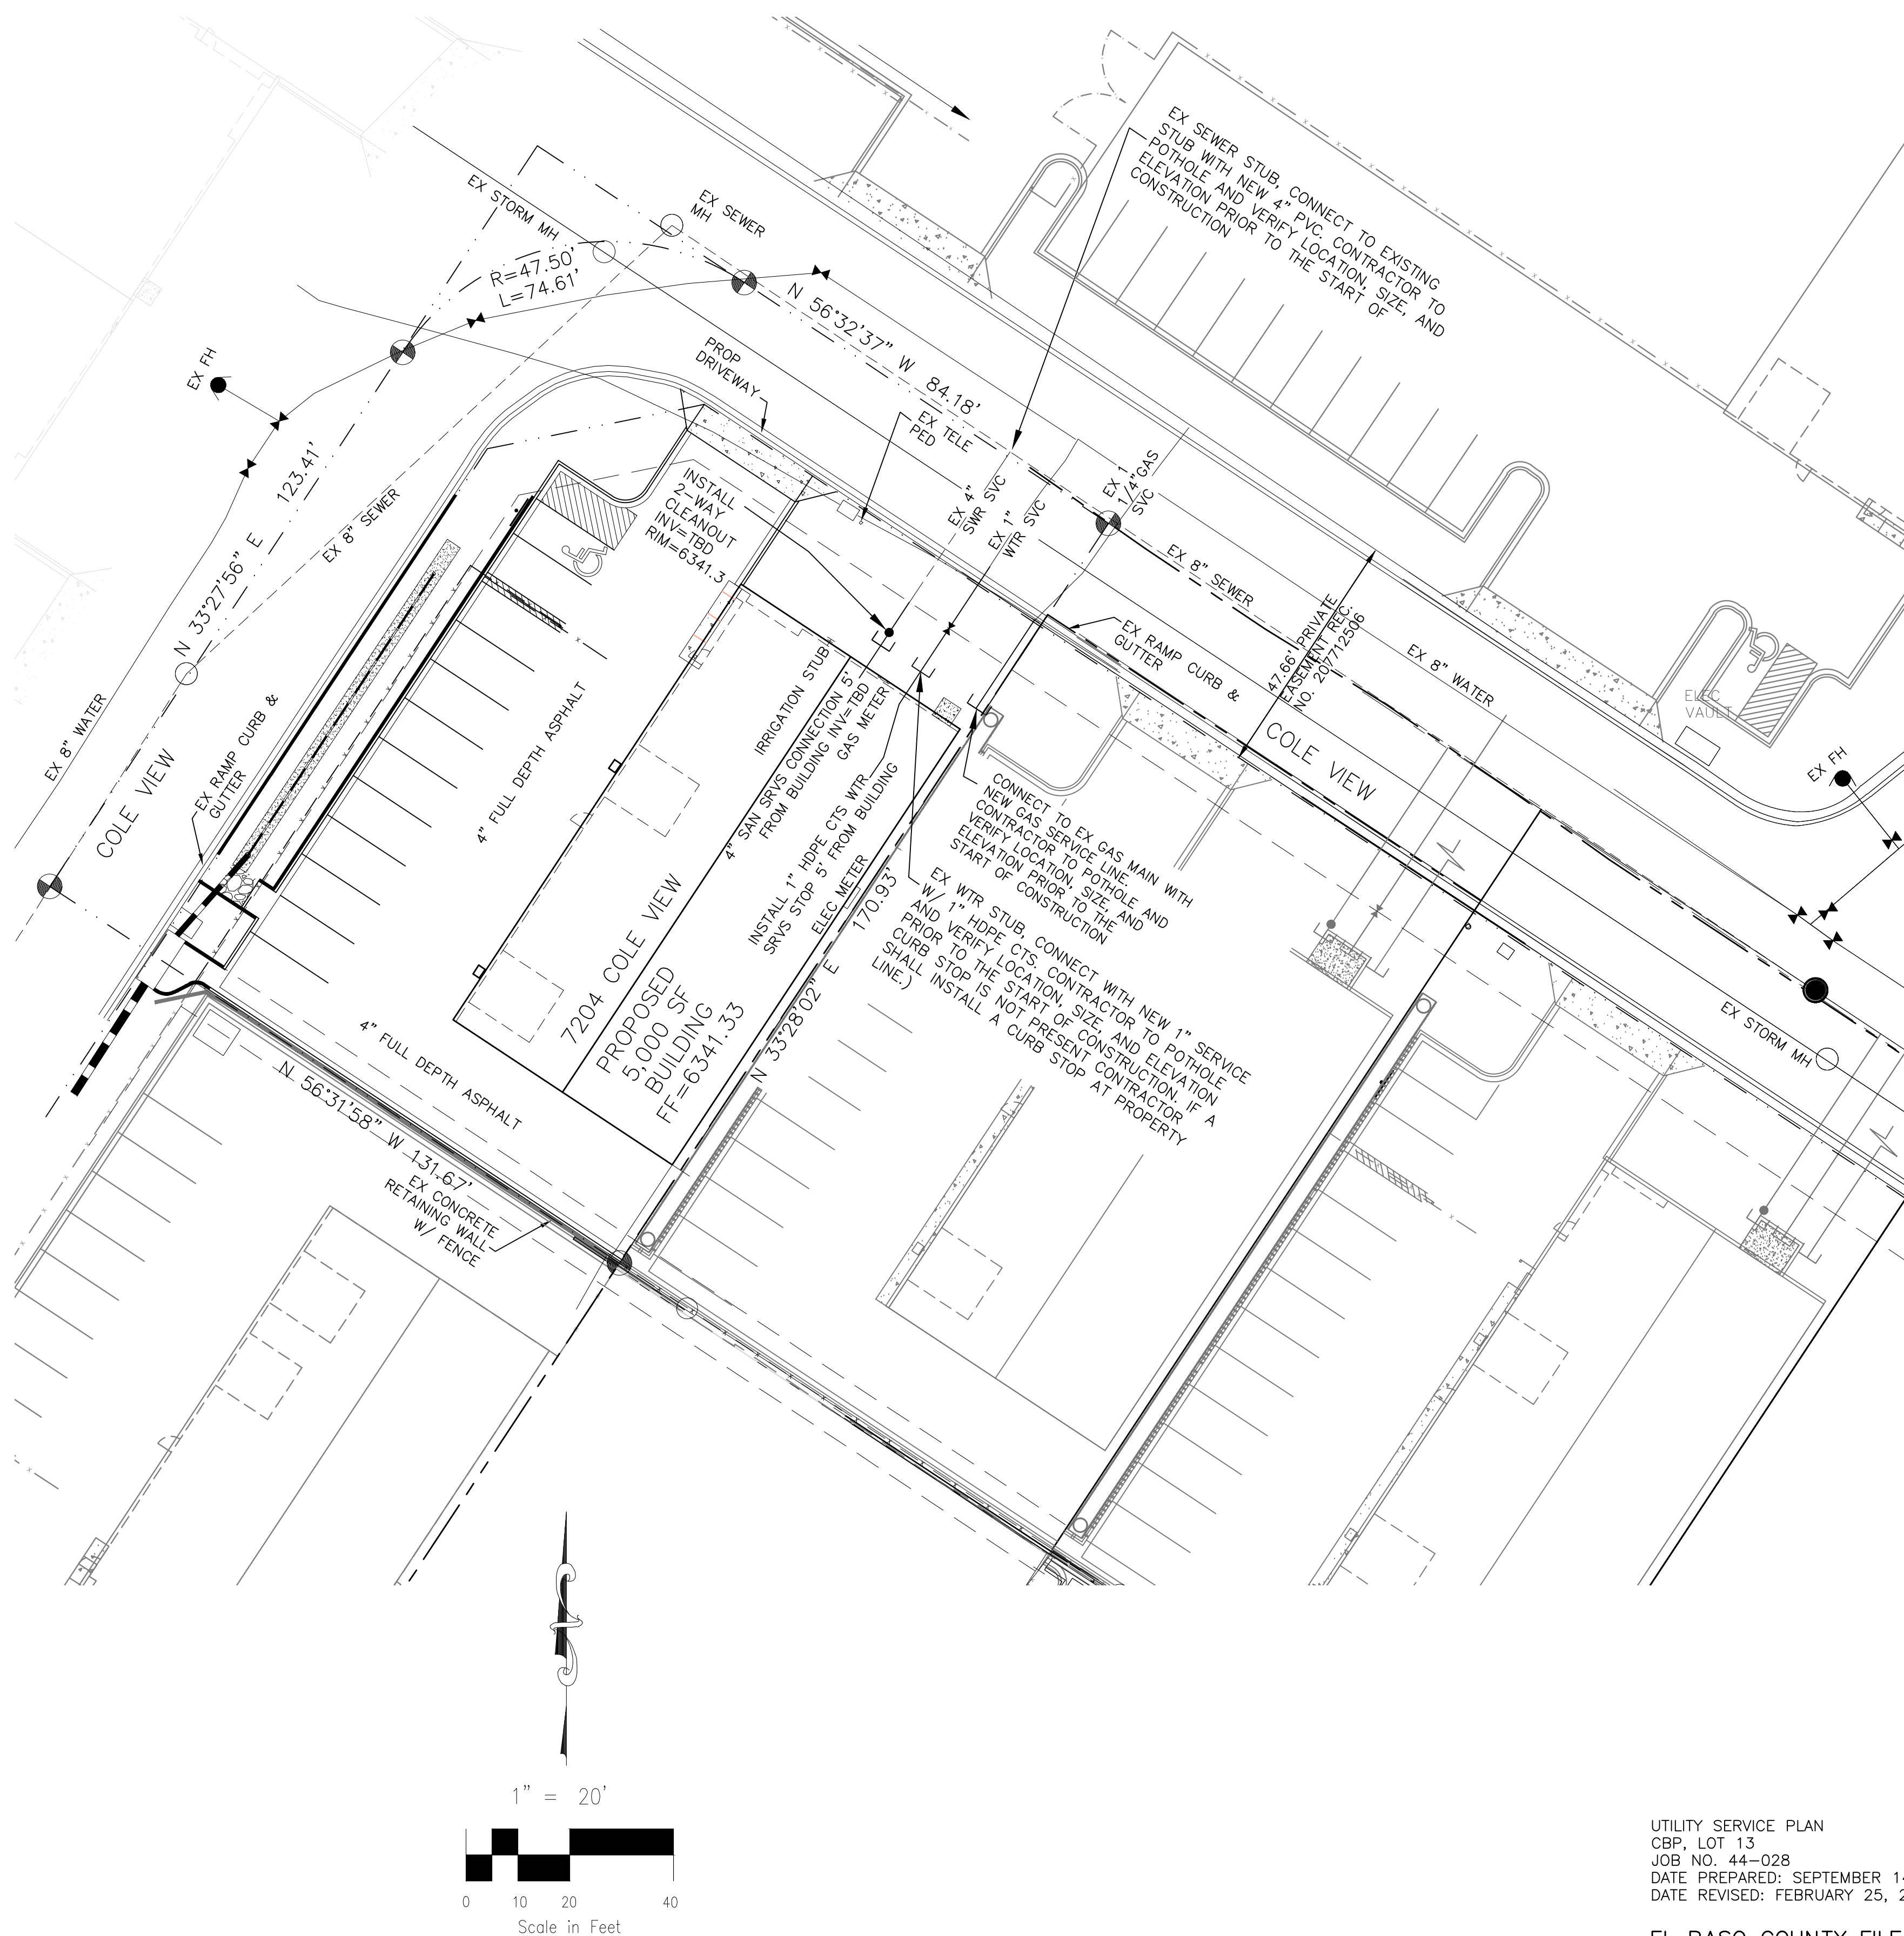 EX SEWER STUB, CONNECT TO EXISTING
STUB WITH NEW 4" PVC. CONTRACTOR TO
POTHOLE AND VERIFY LOCATION, SIZE, AND
ELEVATION PRIOR TO THE START OF
CONSTRUCTION
EX SEWER
MH
EX STORM MH
R=47.50'
L=74.61'
N 56°32'37" W 84.18'
EX FH
PROP
DRIVEWAY
EX TELE
PED
123.41'
N 33°27'56" E
EX 8" SEWER
INSTALL
2-WAY
CLEANOUT
INV=TBD
RIM=6341.3
EX 4"
SWR SVC
EX 1"
WTR SVC
EX 1
1/4" GAS
SVC
EX 8" SEWER
47.66' PRIVATE
EASEMENT REC.
NO. 207712506
EX 8" WATER
EX RAMP CURB &
GUTTER
ELEC
VAULT
EX FH
EX 8" WATER
COLE VIEW
EX RAMP CURB &
GUTTER
4" FULL DEPTH ASPHALT
IRRIGATION STUB
4" SAN SRVS CONNECTION 5'
FROM BUILDING INV=TBD
GAS METER
INSTALL 1" HDPE CTS WTR
SRVS STOP 5' FROM BUILDING
ELEC METER
170.93'
N 33°28'02" E
COLE VIEW
CONNECT TO EX GAS MAIN WITH
NEW GAS SERVICE LINE.
CONTRACTOR TO POTHOLE AND
VERIFY LOCATION, SIZE, AND
ELEVATION PRIOR TO THE
START OF CONSTRUCTION
EX WTR STUB, CONNECT WITH NEW 1" SERVICE
W/ 1" HDPE CTS. CONTRACTOR TO POTHOLE
AND VERIFY LOCATION, SIZE, AND ELEVATION
PRIOR TO THE START OF CONSTRUCTION. IF A
CURB STOP IS NOT PRESENT CONTRACTOR
SHALL INSTALL A CURB STOP AT PROPERTY
LINE.)
7204 COLE VIEW
PROPOSED
5,000 SF
BUILDING
FF=6341.33
EX STORM MH
4" FULL DEPTH ASPHALT
N 56°31'58" W 131.67'
EX CONCRETE
RETAINING WALL
W/ FENCE
1" = 20'
0 10 20 40
Scale in Feet
UTILITY SERVICE PLAN
CBP, LOT 13
JOB NO. 44-028
DATE PREPARED: SEPTEMBER 14
DATE REVISED: FEBRUARY 25, 2
EL PASO COUNTY FILE